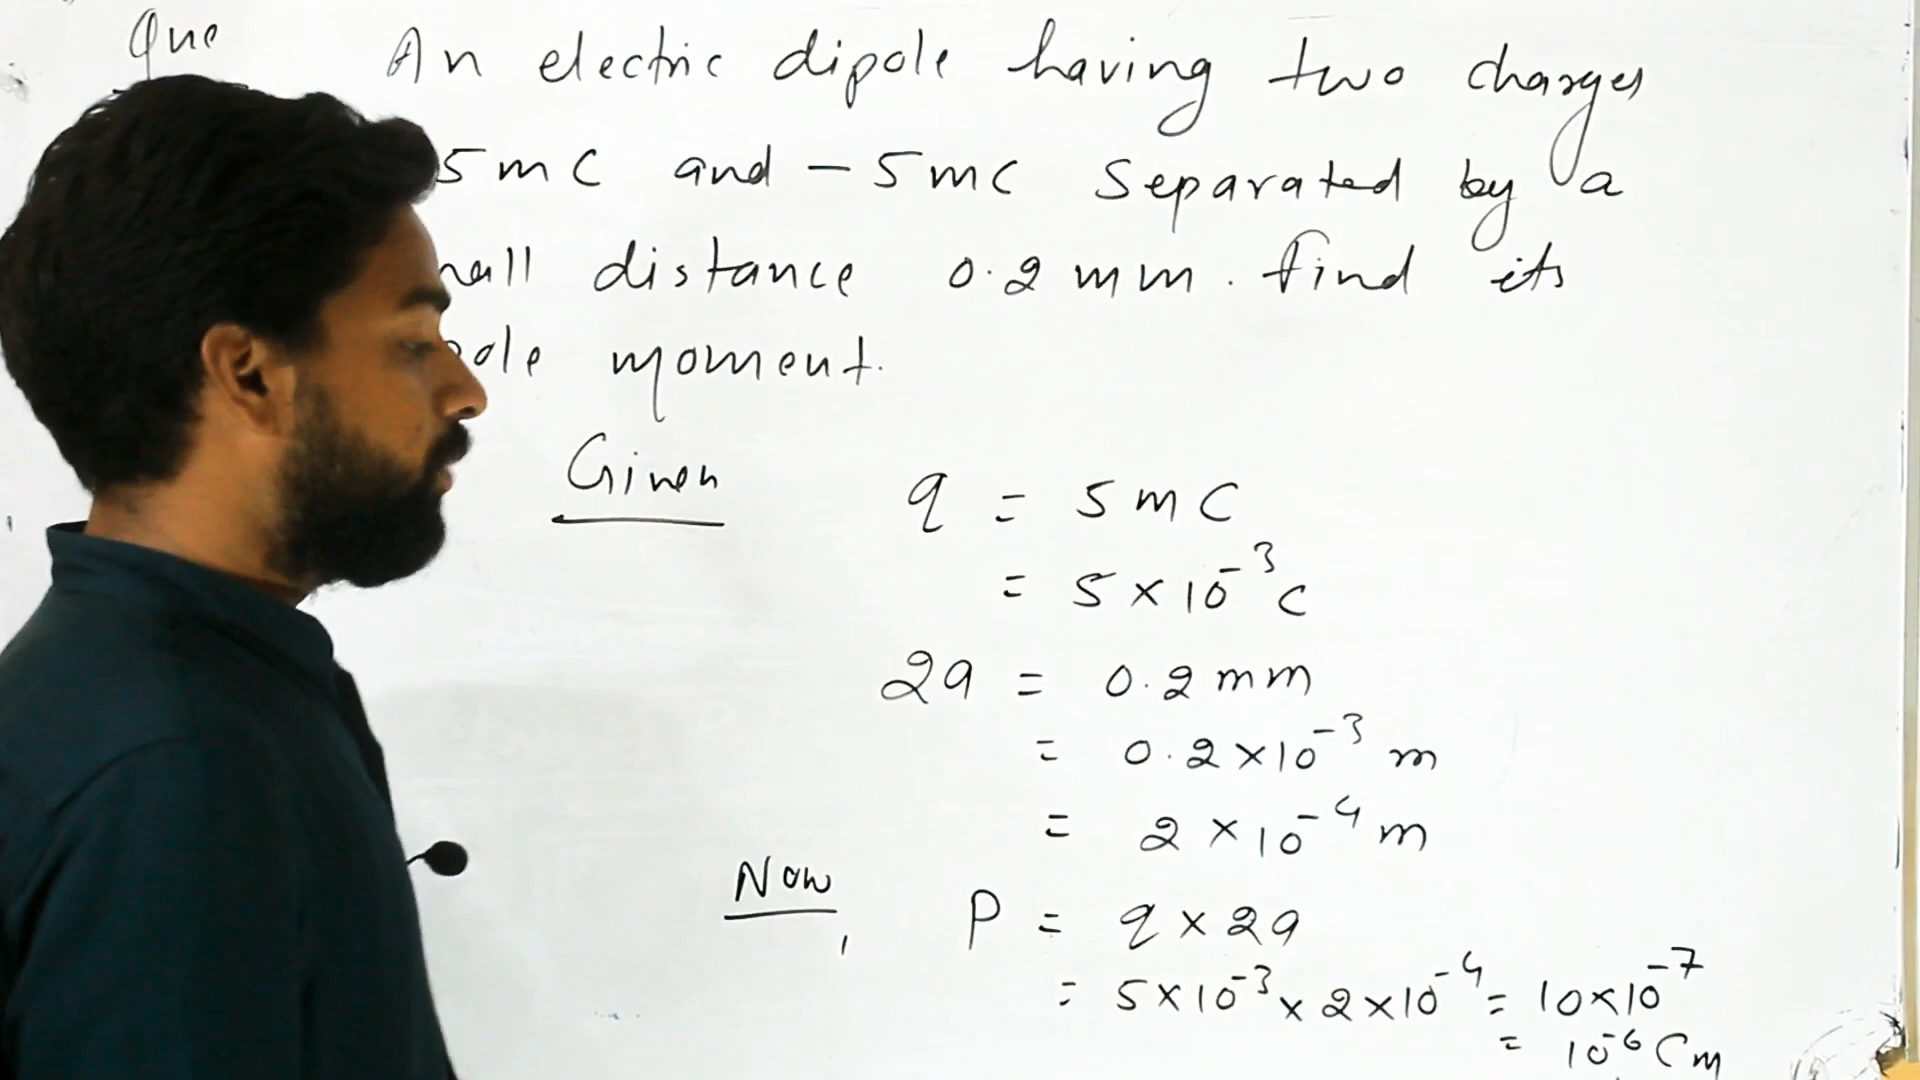 Que An electric dipole having two charges
5mC and -5mC separated by a
distance 0.2 mm. find its
moment.
Given q = 5mC
= 5×10⁻³ C
2a = 0.2 mm
= 0.2×10⁻³ m
= 2×10⁻⁴ m
Now, P = q×2a
= 5×10⁻³×2×10⁻⁴ = 10×10⁻⁷
= 10⁻⁶ Cm